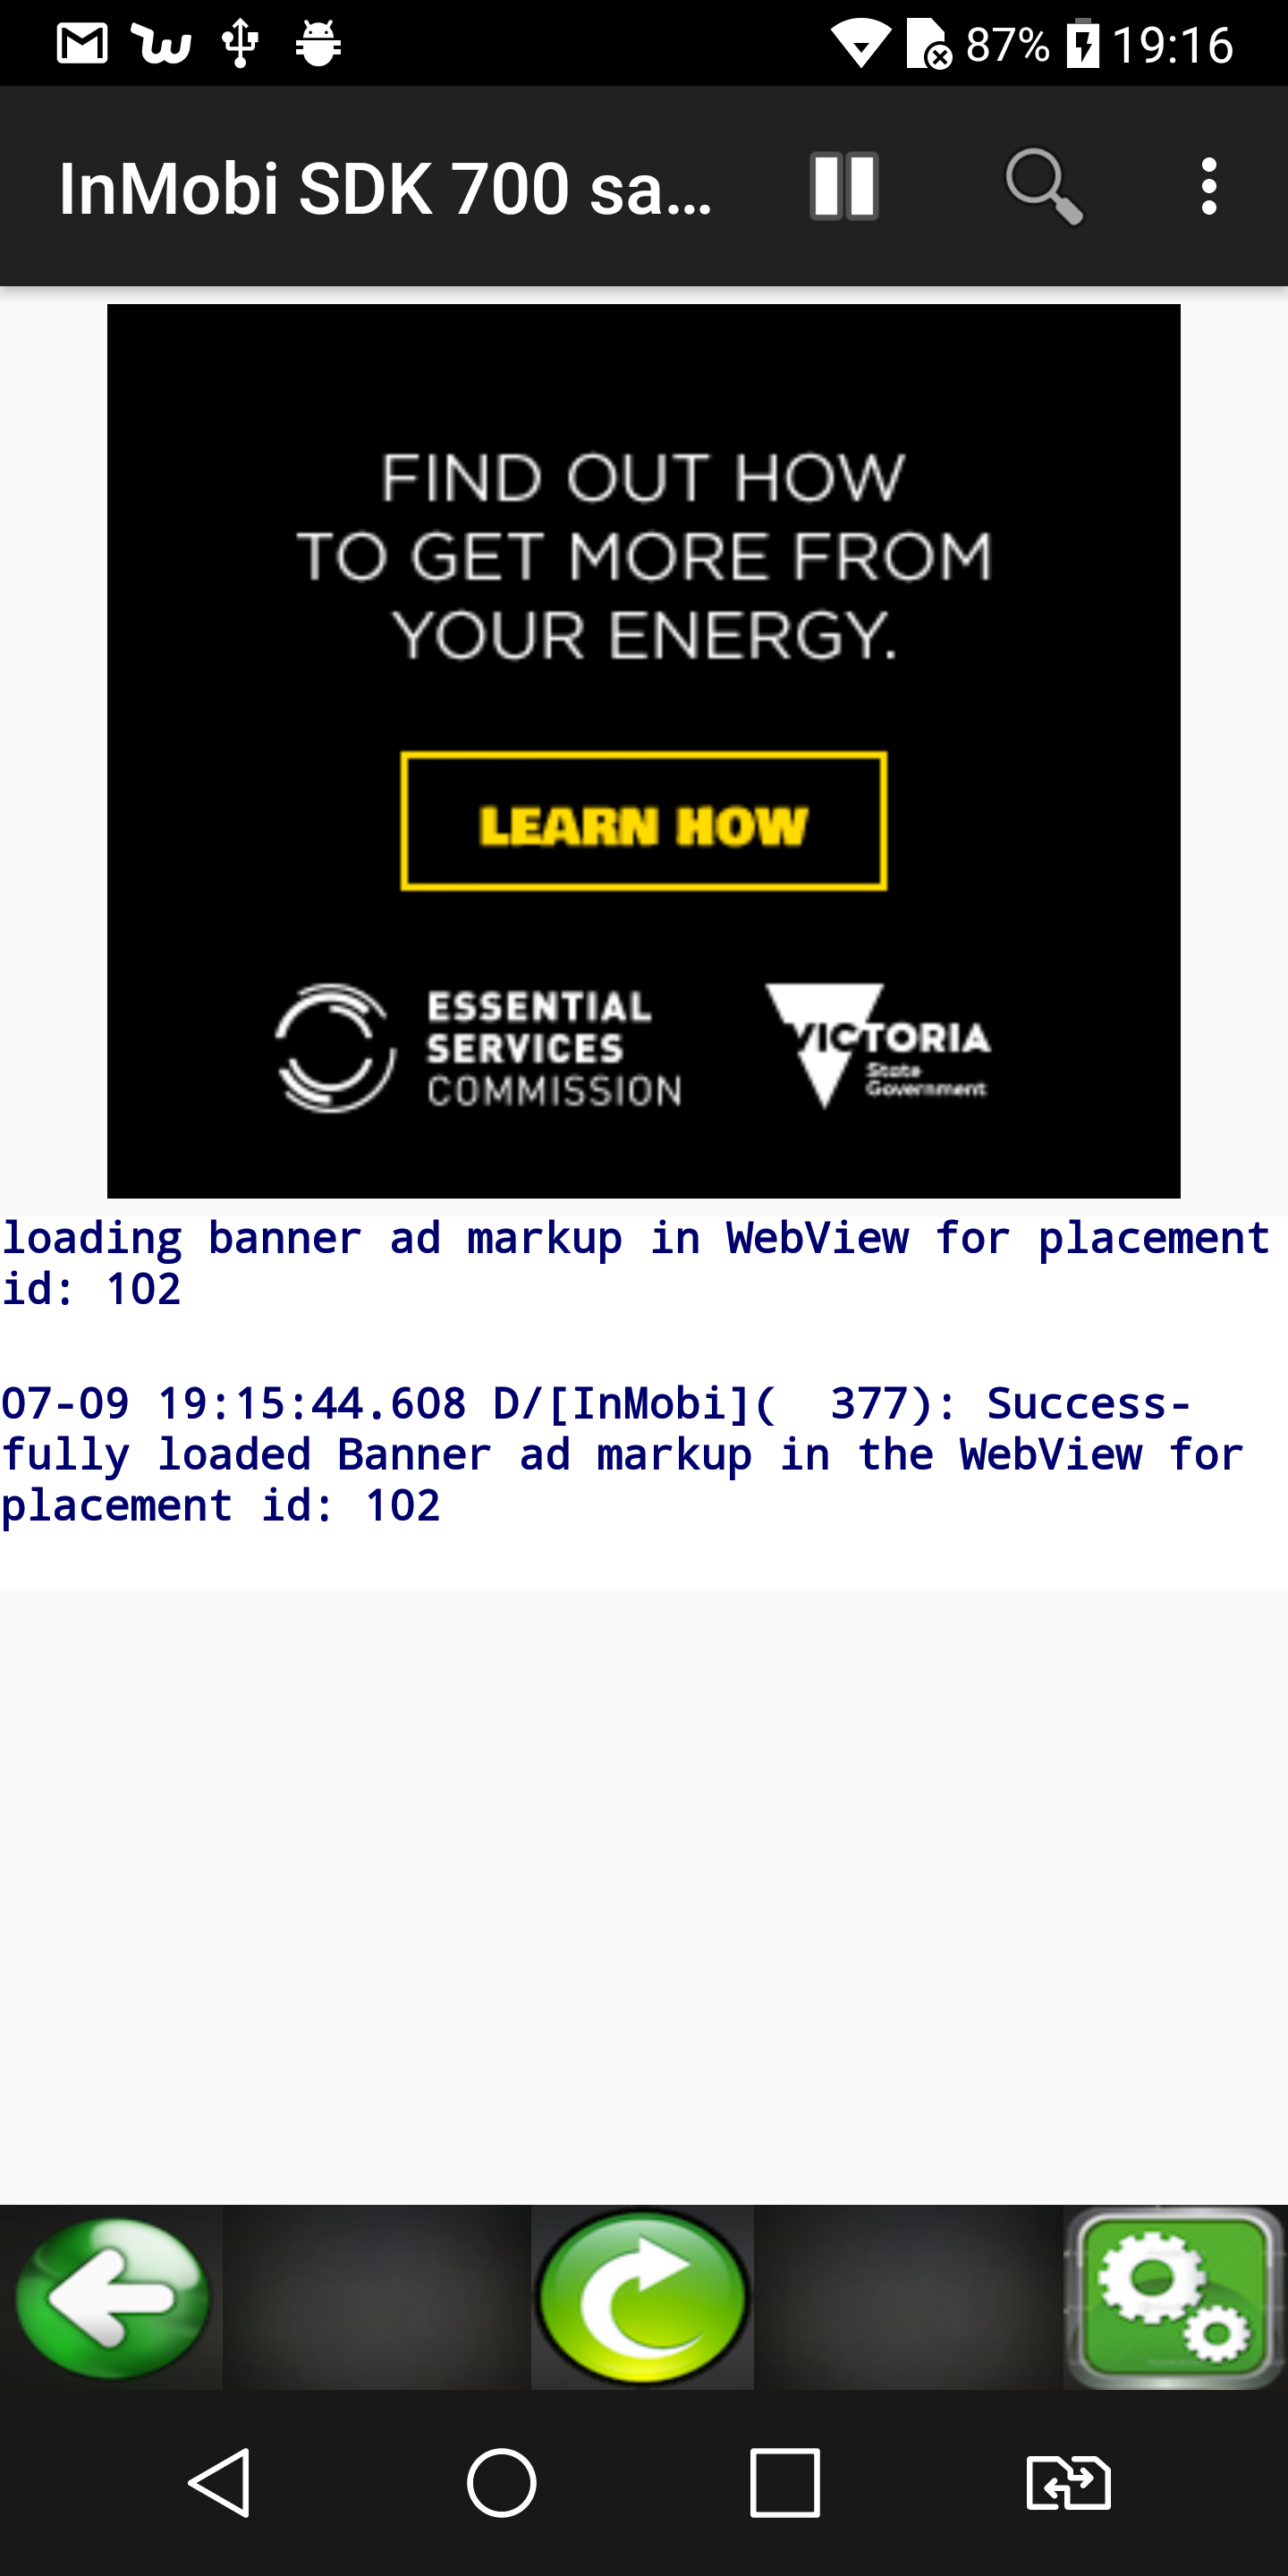 87% 19:16
InMobi SDK 700 sa...
FIND OUT HOW
TO GET MORE FROM
YOUR ENERGY.
LEARN HOW
ESSENTIAL
SERVICES
COMMISSION
VICTORIA
State
Government
loading banner ad markup in WebView for placement
id: 102
07-09 19:15:44.608 D/[InMobi](  377): Success-
fully loaded Banner ad markup in the WebView for
placement id: 102